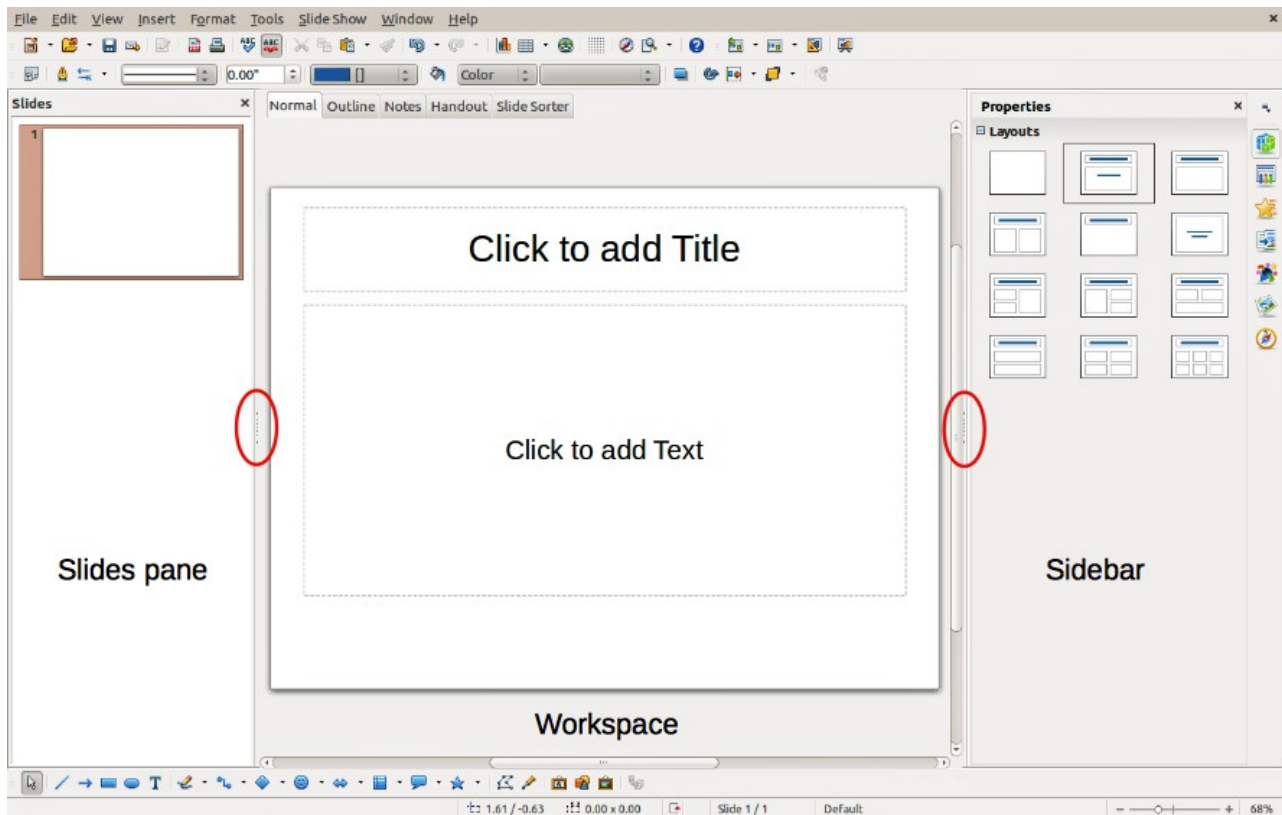 File Edit View Insert Format Tools Slide Show Window Help
0.00" Color
Slides
Normal Outline Notes Handout Slide Sorter
Properties
Layouts
1
Click to add Title
Click to add Text
Slides pane
Sidebar
Workspace
1.61 / -0.63 0.00 x 0.00 Slide 1 / 1 Default 68%